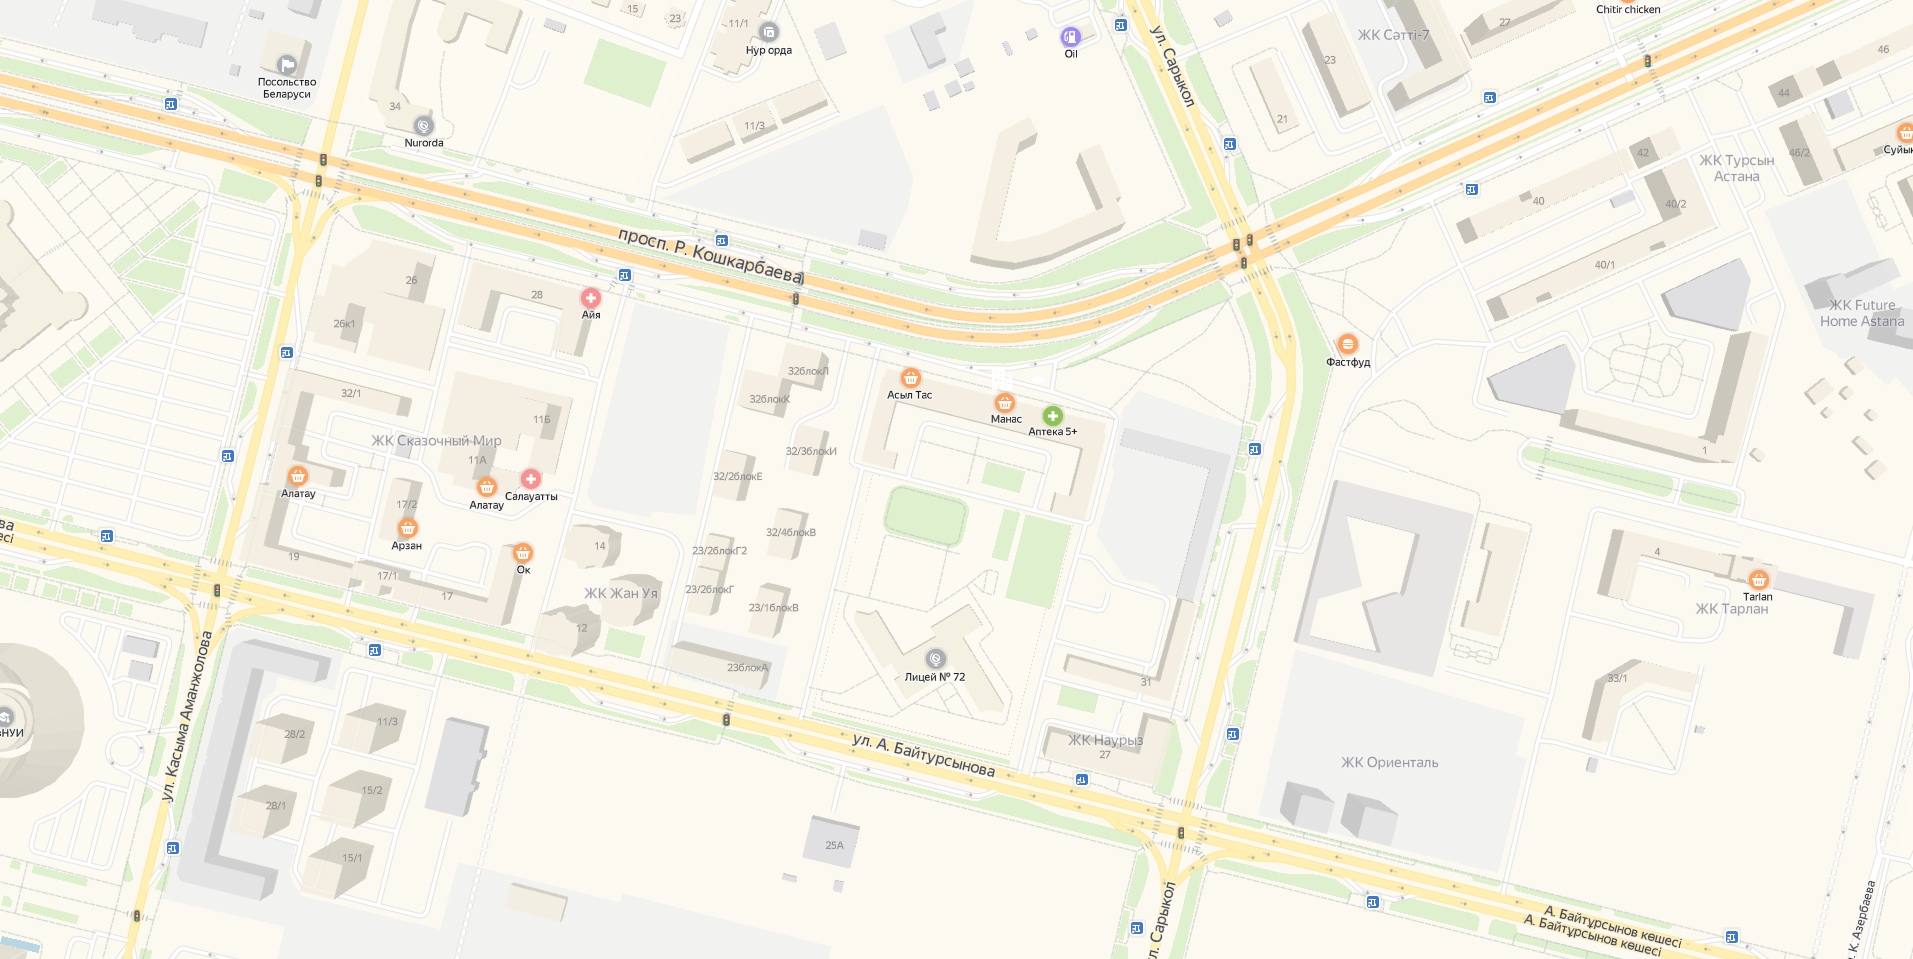 15
23
11/1
Нур орда
Oil
ул. Сарыкол
Chitir chicken
27
ЖК Сәтті-7
23
46
Посольство
Беларуси
34
Nurorda
11/3
21
44
42
46/2
Суйын
ЖК Турсын
Астана
40
40/2
просп. Р. Кошкарбаева
26
28
Айя
26к1
40/1
ЖК Future
Home Astana
Фастфуд
32/1
32блокЛ
32блокК
Асыл Тас
Манас
Аптека 5+
11Б
ЖК Сказочный Мир
11А
32/3блокИ
1
Алатау
Алатау
Салауатты
32/2блокЕ
17/2
Арзан
32/4блокВ
ва
есі
19
Ок
14
23/2блокГ2
4
17/1
17
ЖК Жан Уя
23/2блокГ
23/1блокВ
Tarlan
ЖК Тарлан
12
23блокА
Лицей № 72
31
33/1
ул. Касыма Аманжолова
28/2
11/3
ул. А. Байтурсынова
ЖК Наурыз
27
ЖК Ориенталь
ЗНУИ
28/1
15/2
15/1
25А
ул. Сарыкол
А. Байтұрсынов көшесі
А. Байтұрсынов көшесі
К. Азербаева